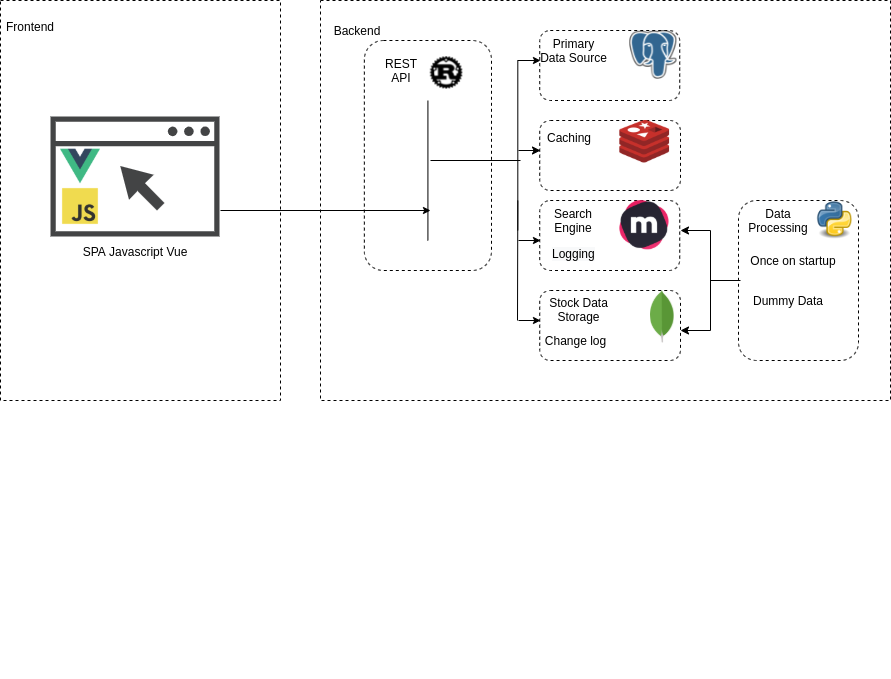 Frontend
Backend
JS
SPA Javascript Vue
REST
API
R
Primary
Data Source
Caching
Search
Engine
m
Logging
Stock Data
Storage
Change log
Data
Processing
Once on startup
Dummy Data